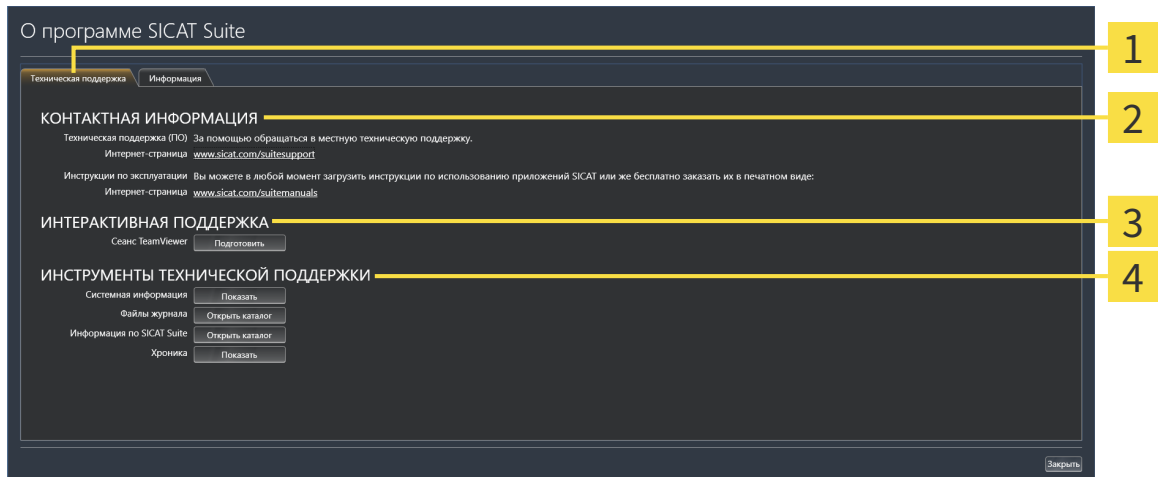 О программе SICAT Suite
1
Техническая поддержка Информация
КОНТАКТНАЯ ИНФОРМАЦИЯ
2
Техническая поддержка (ПО) За помощью обращаться в местную техническую поддержку.
Интернет-страница www.sicat.com/suitesupport
Инструкции по эксплуатации Вы можете в любой момент загрузить инструкции по использованию приложений SICAT или же бесплатно заказать их в печатном виде:
Интернет-страница www.sicat.com/suitemanuals
ИНТЕРАКТИВНАЯ ПОДДЕРЖКА
3
Сеанс TeamViewer Подготовить
ИНСТРУМЕНТЫ ТЕХНИЧЕСКОЙ ПОДДЕРЖКИ
4
Системная информация Показать
Файлы журнала Открыть каталог
Информация по SICAT Suite Открыть каталог
Хроника Показать
Закрыть